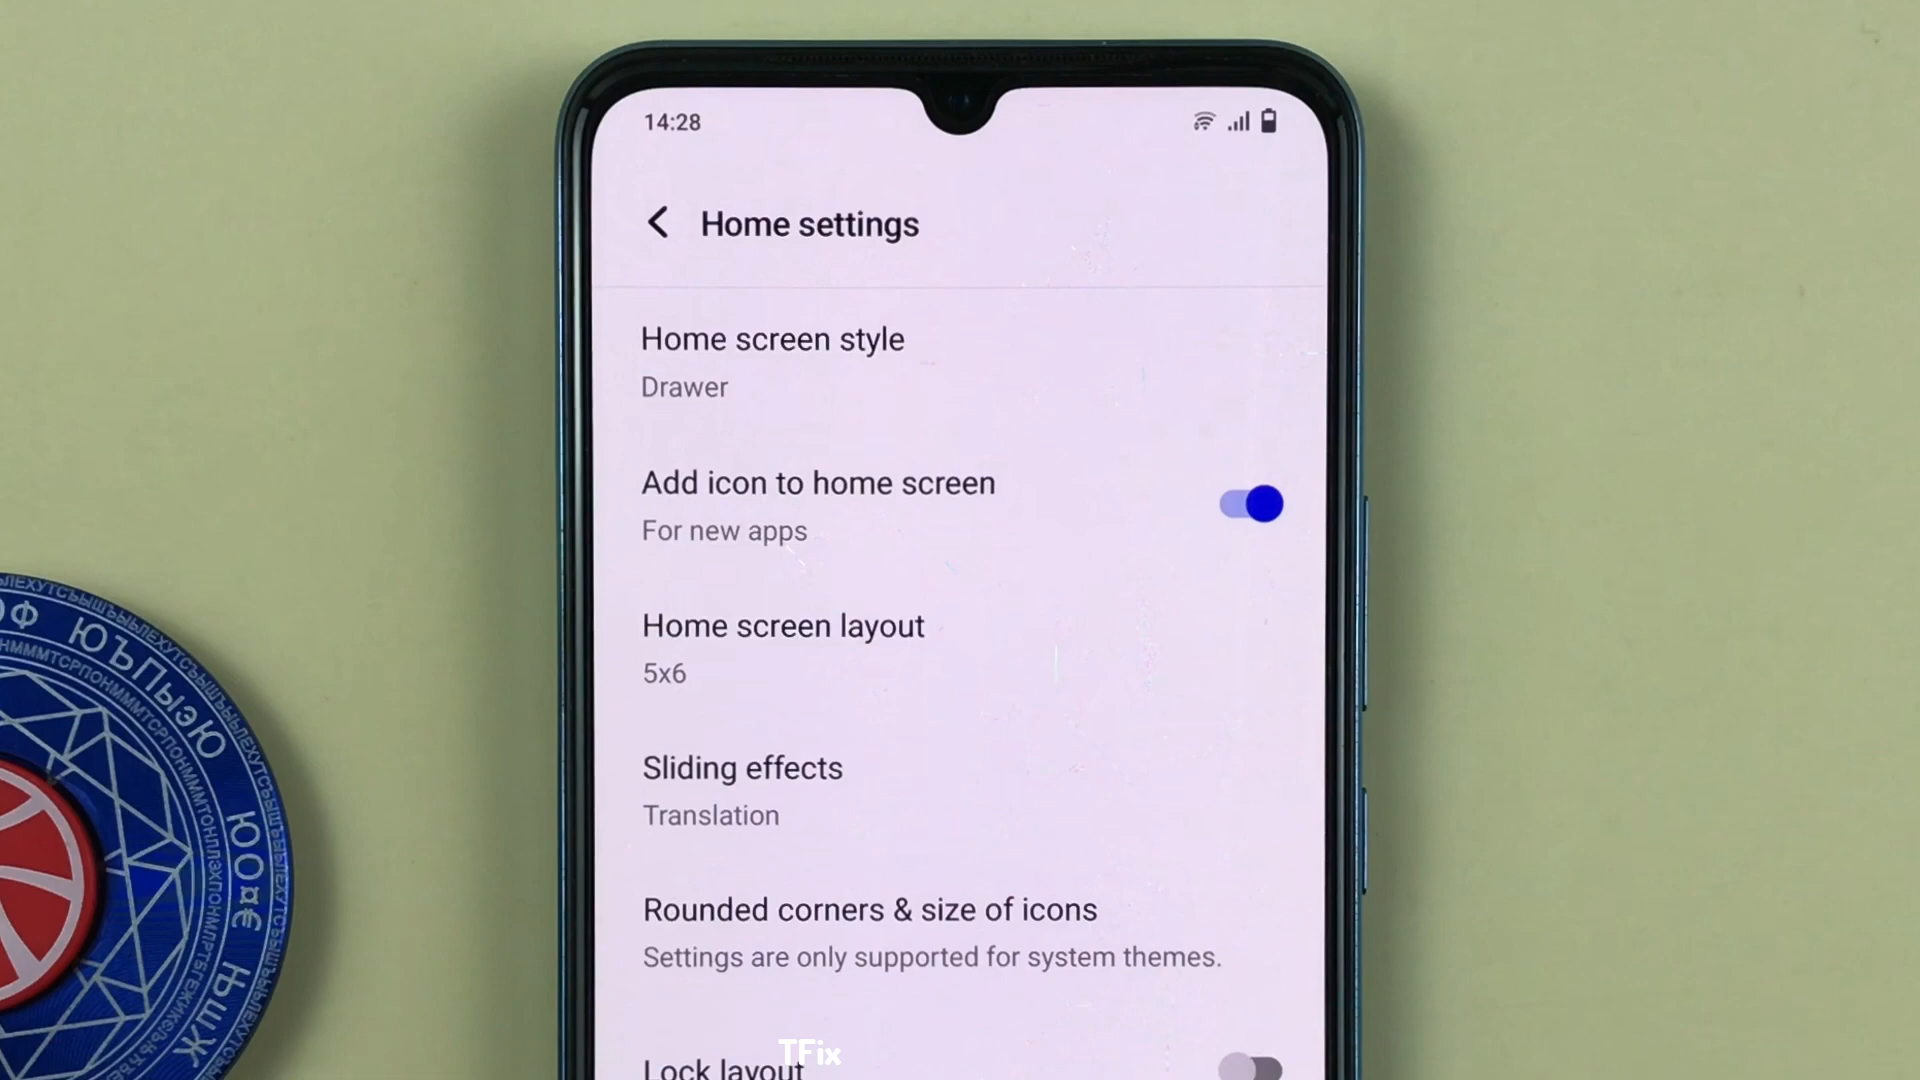 14:28
Home settings
Home screen style
Drawer
Add icon to home screen
For new apps
Home screen layout
5x6
Sliding effects
Translation
Rounded corners & size of icons
Settings are only supported for system themes.
Lock layout
TFix
ЮЪПЫЭЮ